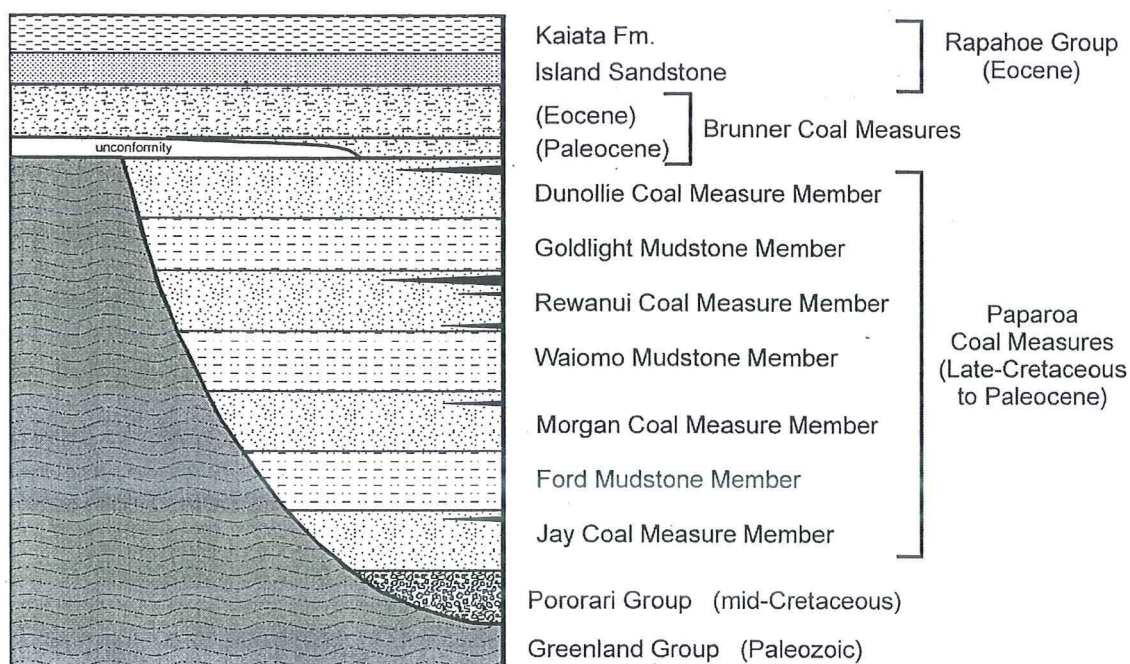 Kaiata Fm.
Island Sandstone
Rapahoe Group
(Eocene)
(Eocene)
(Paleocene)
Brunner Coal Measures
unconformity
Dunollie Coal Measure Member
Goldlight Mudstone Member
Rewanui Coal Measure Member
Waiomo Mudstone Member
Morgan Coal Measure Member
Ford Mudstone Member
Jay Coal Measure Member
Paparoa
Coal Measures
(Late-Cretaceous
to Paleocene)
Pororari Group (mid-Cretaceous)
Greenland Group (Paleozoic)